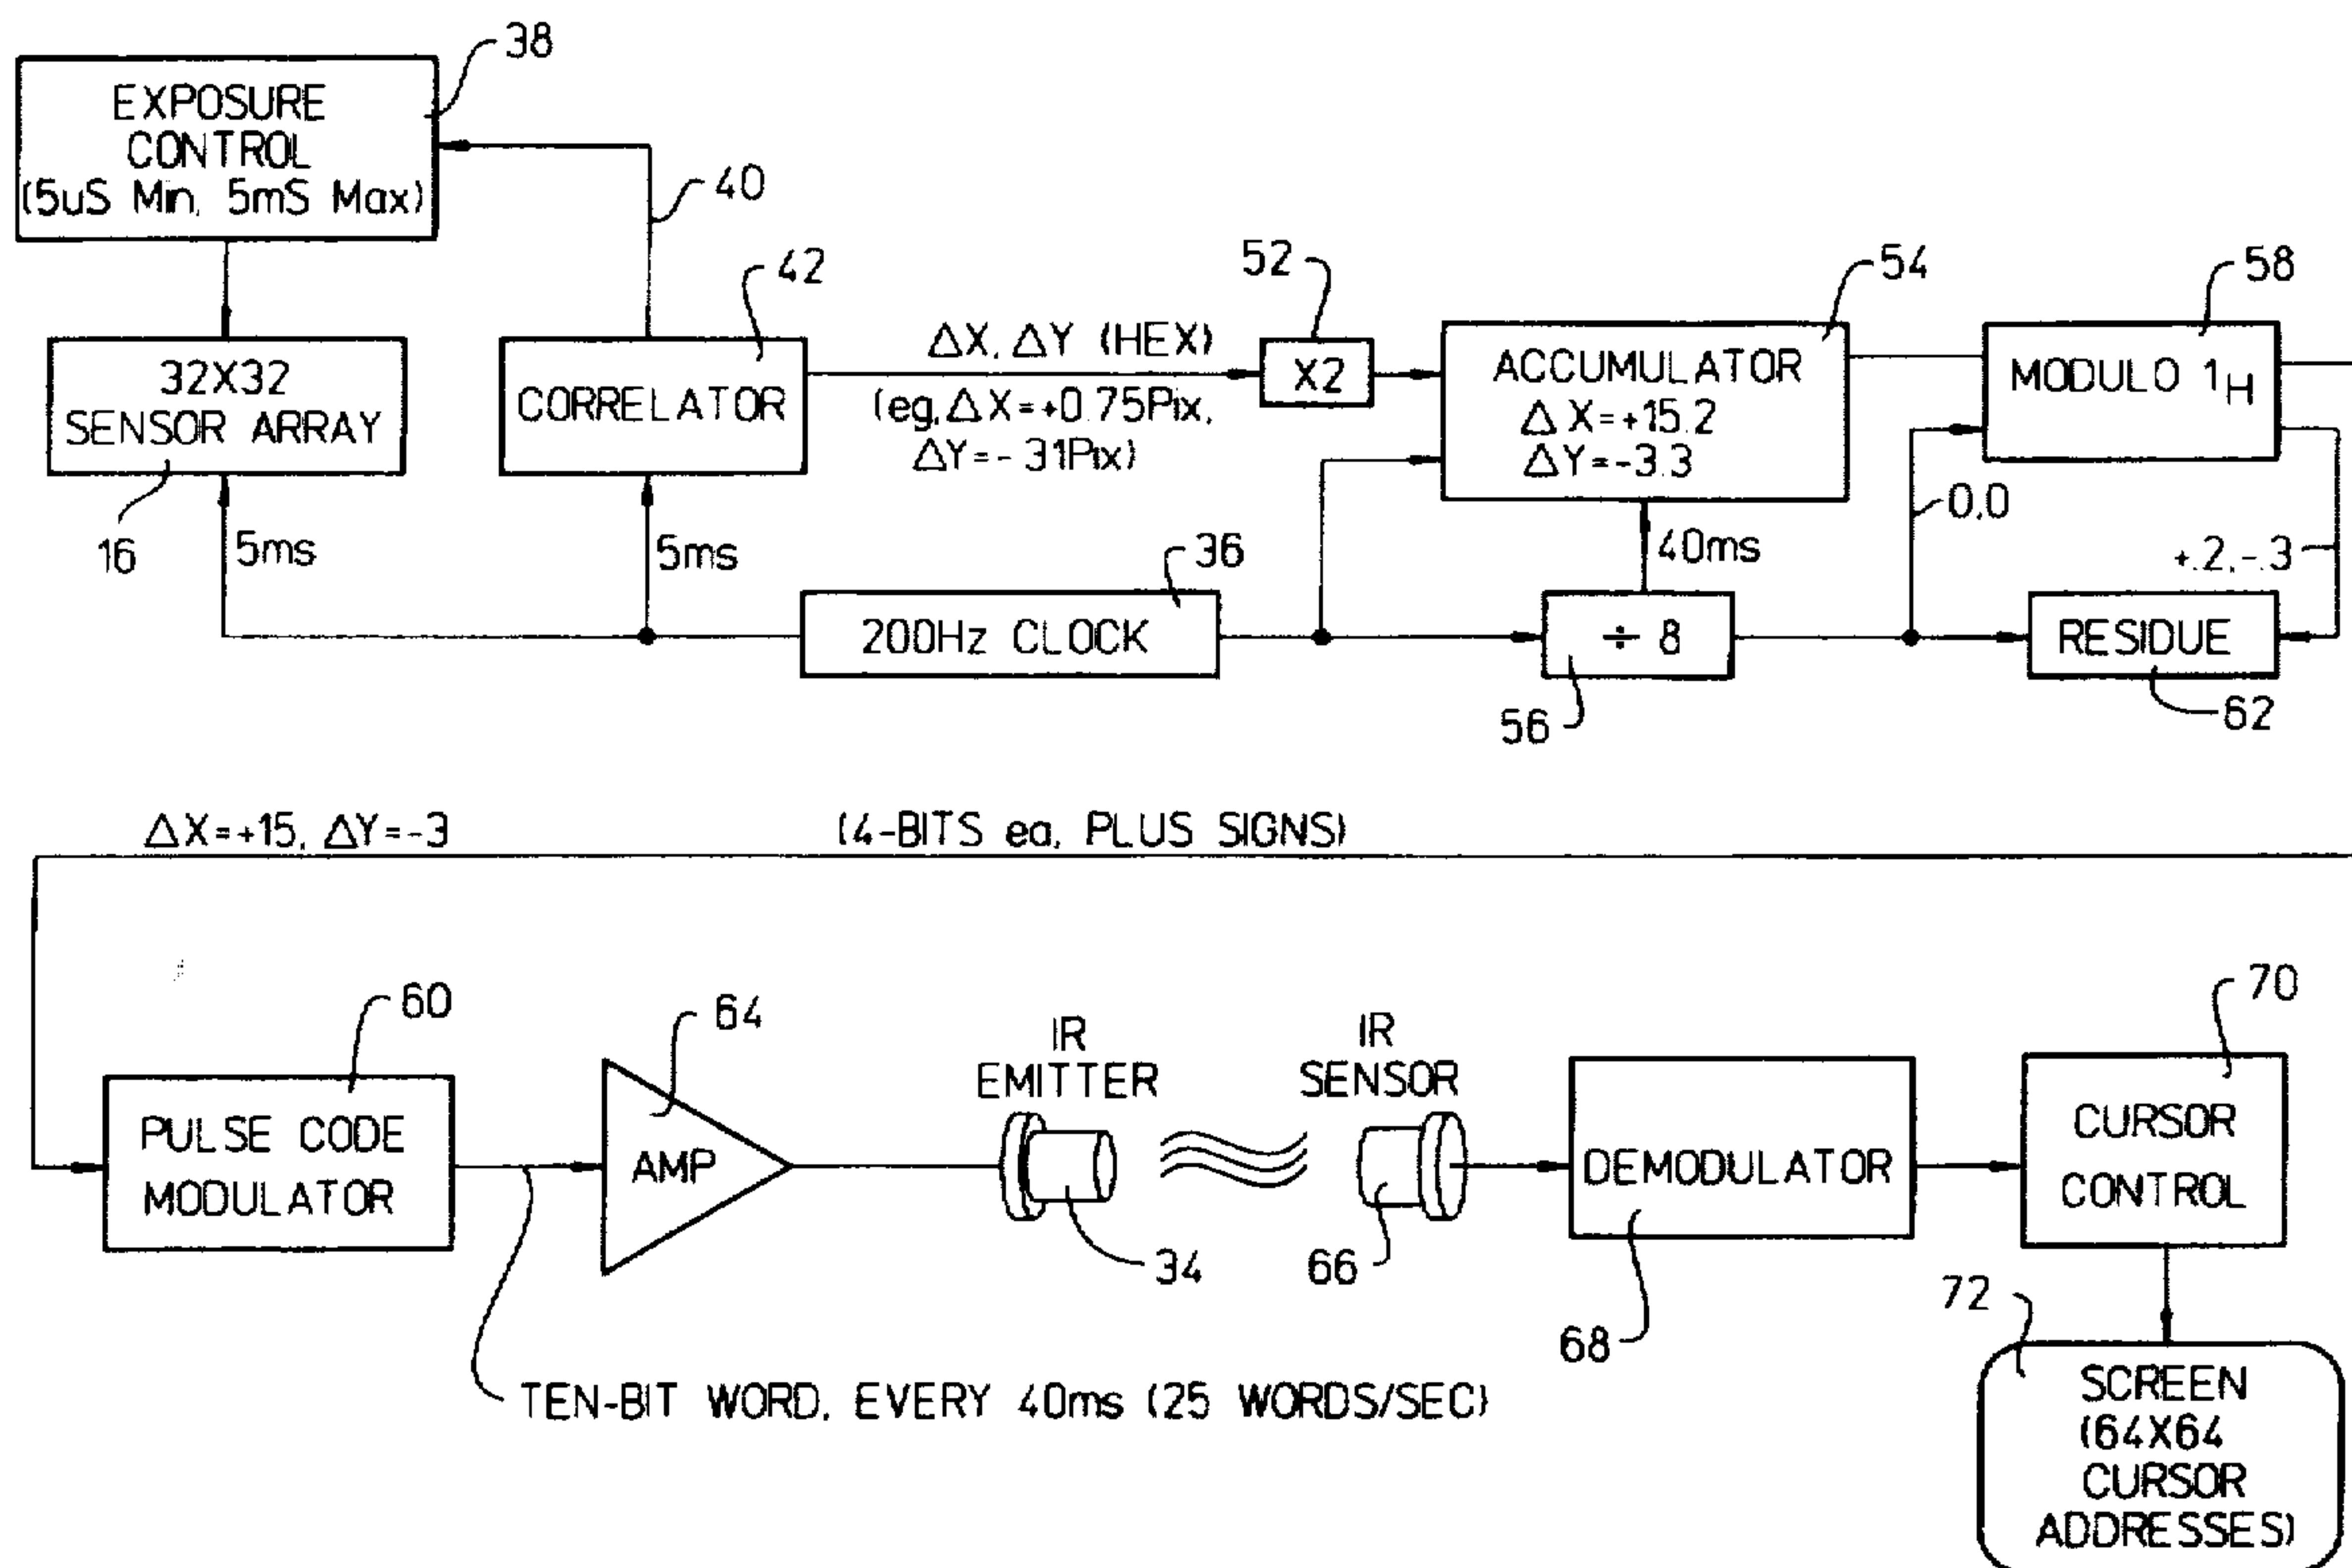 38
EXPOSURE
CONTROL
(5uS Min, 5mS Max)
40
42
52
54
58
32X32
SENSOR ARRAY
CORRELATOR
ΔX, ΔY (HEX)
(eg, ΔX=+0.75Pix,
ΔY=-31Pix)
X2
ACCUMULATOR
ΔX=+15.2
ΔY=-3.3
MODULO 1H
16
5ms
5ms
36
40ms
0,0
+.2,-.3
200Hz CLOCK
÷ 8
RESIDUE
56
62
ΔX=+15, ΔY=-3
(4-BITS ea, PLUS SIGNS)
60
64
IR
EMITTER
IR
SENSOR
70
PULSE CODE
MODULATOR
AMP
DEMODULATOR
CURSOR
CONTROL
34
66
68
72
TEN-BIT WORD, EVERY 40ms (25 WORDS/SEC)
SCREEN
(64X64
CURSOR
ADDRESSES)